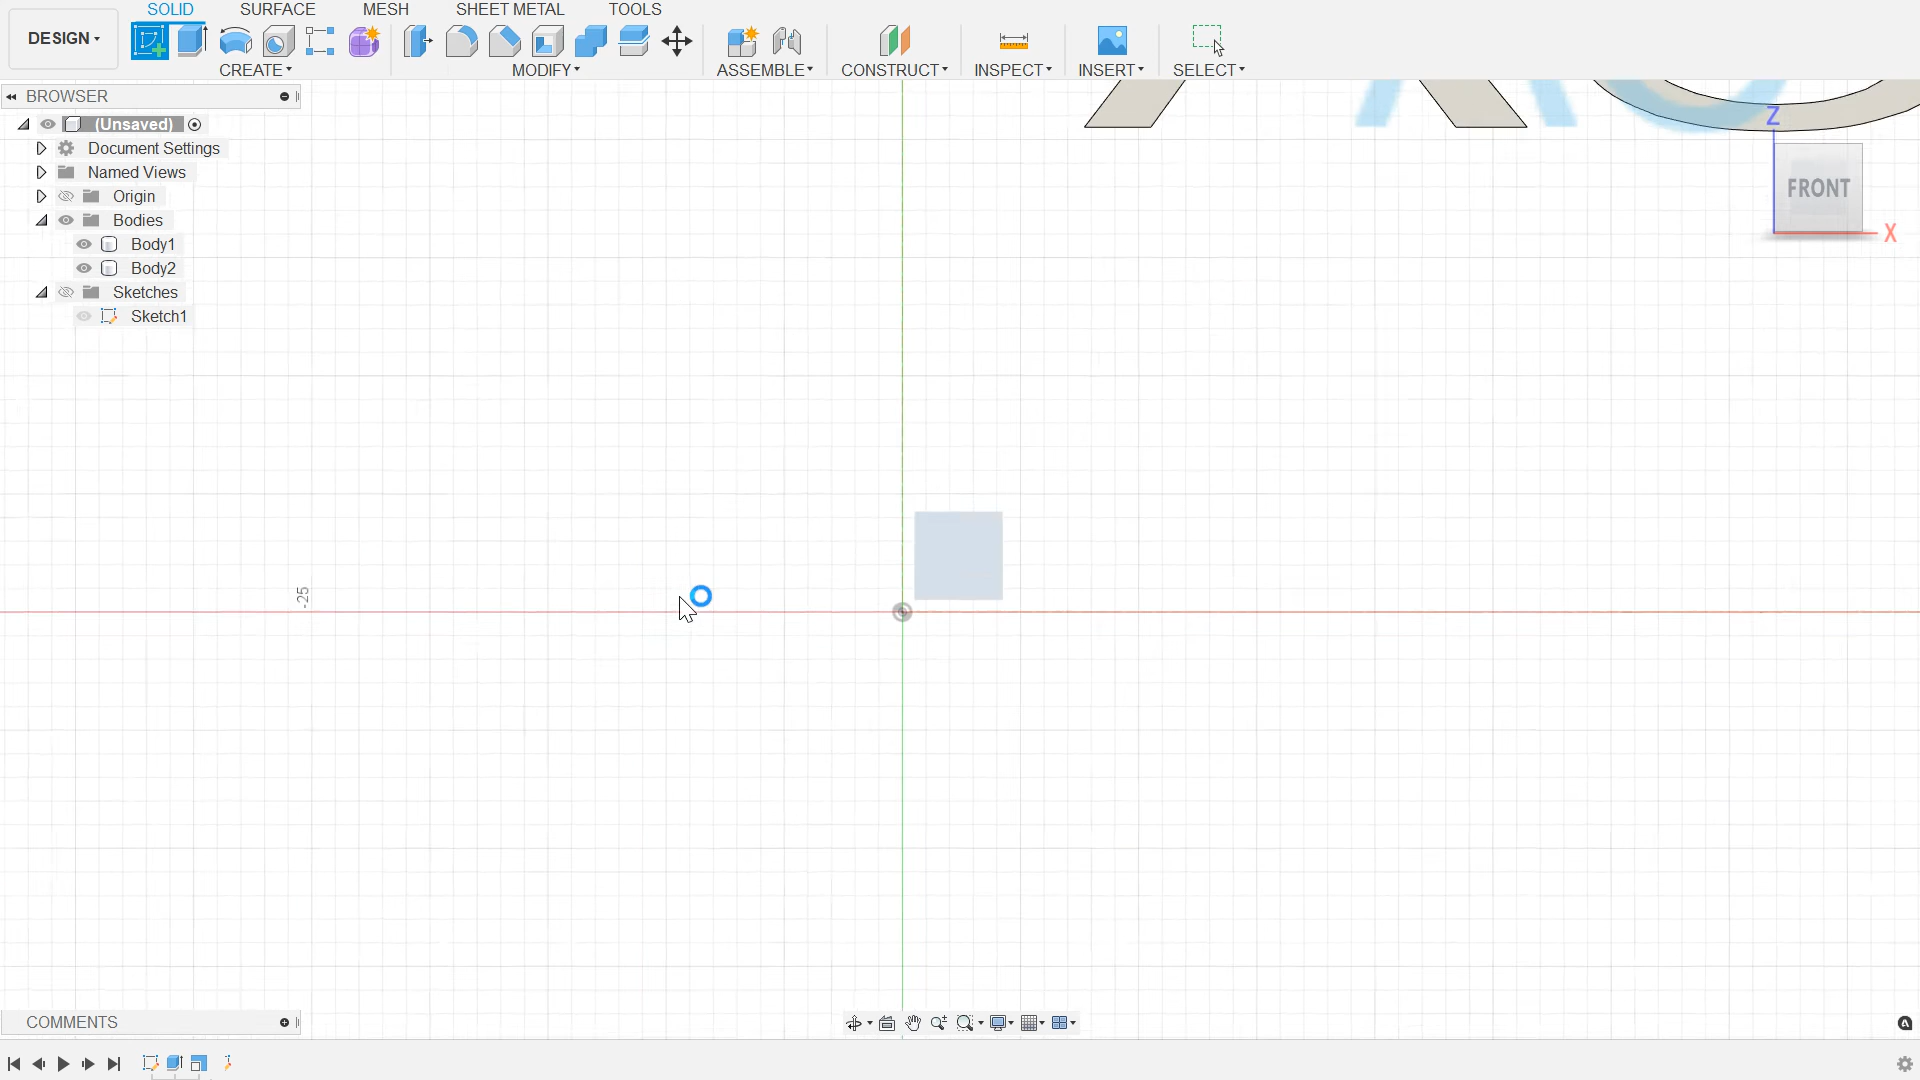 SOLID SURFACE MESH SHEET METAL TOOLS
DESIGN
CREATE MODIFY ASSEMBLE CONSTRUCT INSPECT INSERT SELECT
BROWSER
(Unsaved)
Document Settings
Named Views
Origin
Bodies
Body1
Body2
Sketches
Sketch1
Z
FRONT
X
-25
COMMENTS